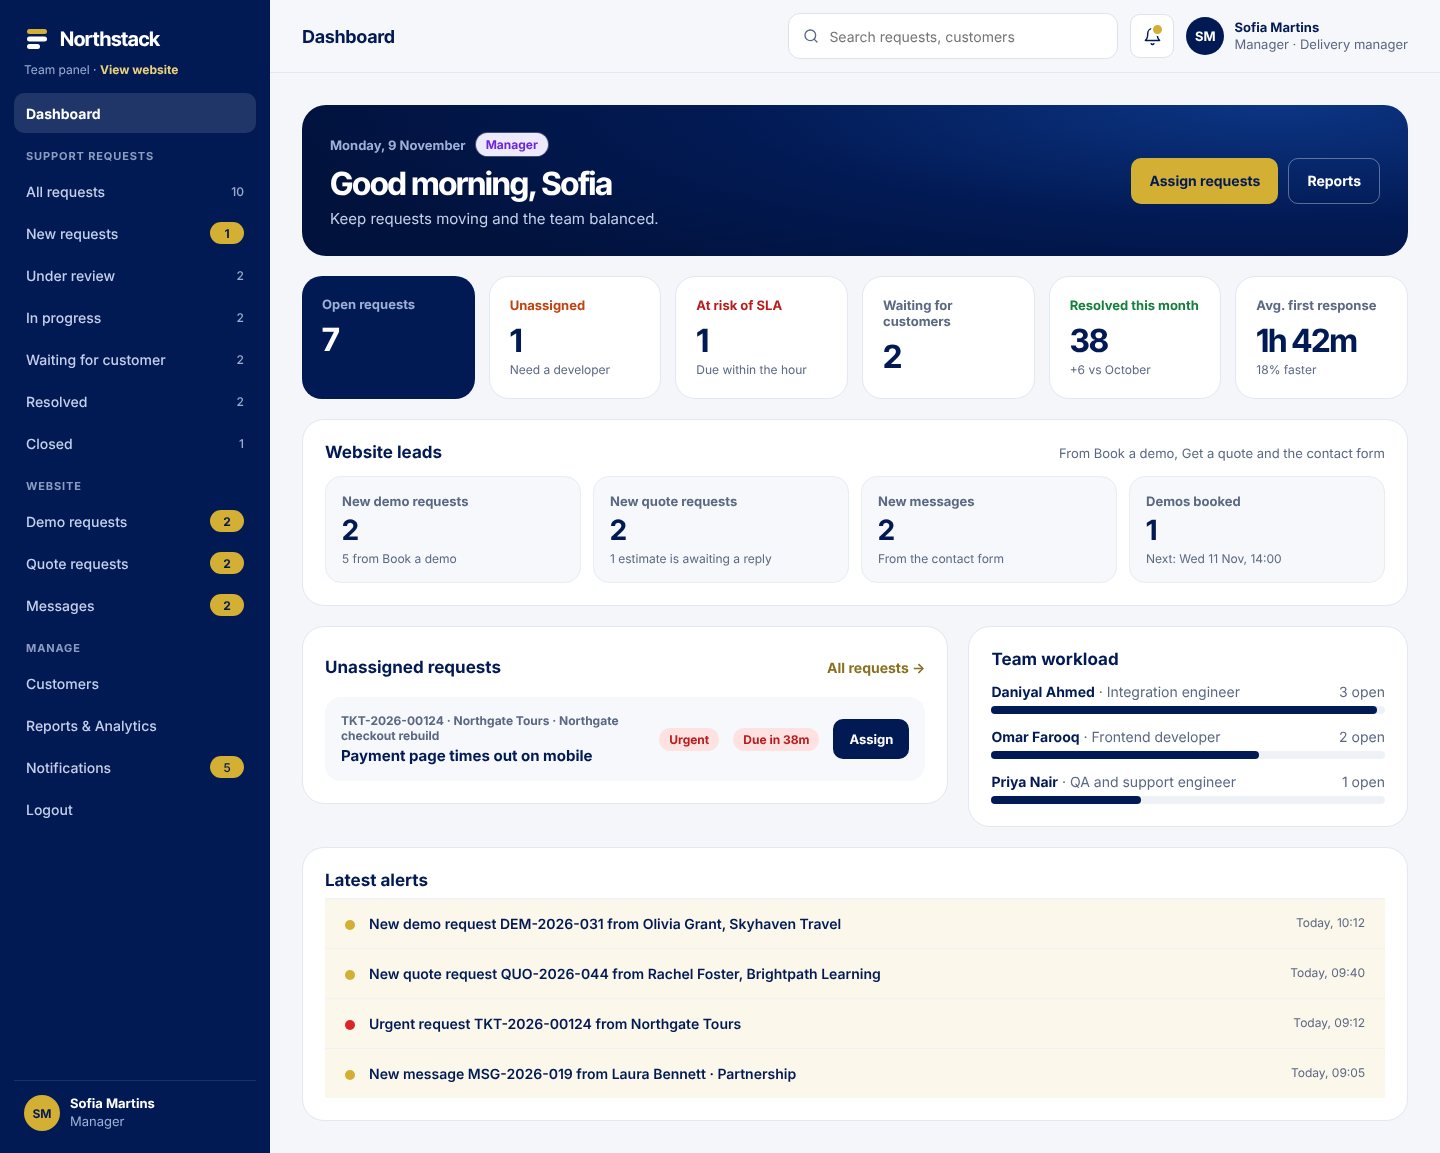 Northstack
Team panel · View website
Dashboard
SUPPORT REQUESTS
All requests 10
New requests 1
Under review 2
In progress 2
Waiting for customer 2
Resolved 2
Closed 1
WEBSITE
Demo requests 2
Quote requests 2
Messages 2
MANAGE
Customers
Reports & Analytics
Notifications 5
Logout
SM
Sofia Martins
Manager
Dashboard
Search requests, customers
SM
Sofia Martins
Manager · Delivery manager
Monday, 9 November Manager
Good morning, Sofia
Keep requests moving and the team balanced.
Assign requests
Reports
Open requests
7
Unassigned
1
Need a developer
At risk of SLA
1
Due within the hour
Waiting for
customers
2
Resolved this month
38
+6 vs October
Avg. first response
1h 42m
18% faster
Website leads
From Book a demo, Get a quote and the contact form
New demo requests
2
5 from Book a demo
New quote requests
2
1 estimate is awaiting a reply
New messages
2
From the contact form
Demos booked
1
Next: Wed 11 Nov, 14:00
Unassigned requests
All requests →
TKT-2026-00124 · Northgate Tours · Northgate
checkout rebuild
Payment page times out on mobile
Urgent
Due in 38m
Assign
Team workload
Daniyal Ahmed · Integration engineer 3 open
Omar Farooq · Frontend developer 2 open
Priya Nair · QA and support engineer 1 open
Latest alerts
New demo request DEM-2026-031 from Olivia Grant, Skyhaven Travel Today, 10:12
New quote request QUO-2026-044 from Rachel Foster, Brightpath Learning Today, 09:40
Urgent request TKT-2026-00124 from Northgate Tours Today, 09:12
New message MSG-2026-019 from Laura Bennett · Partnership Today, 09:05